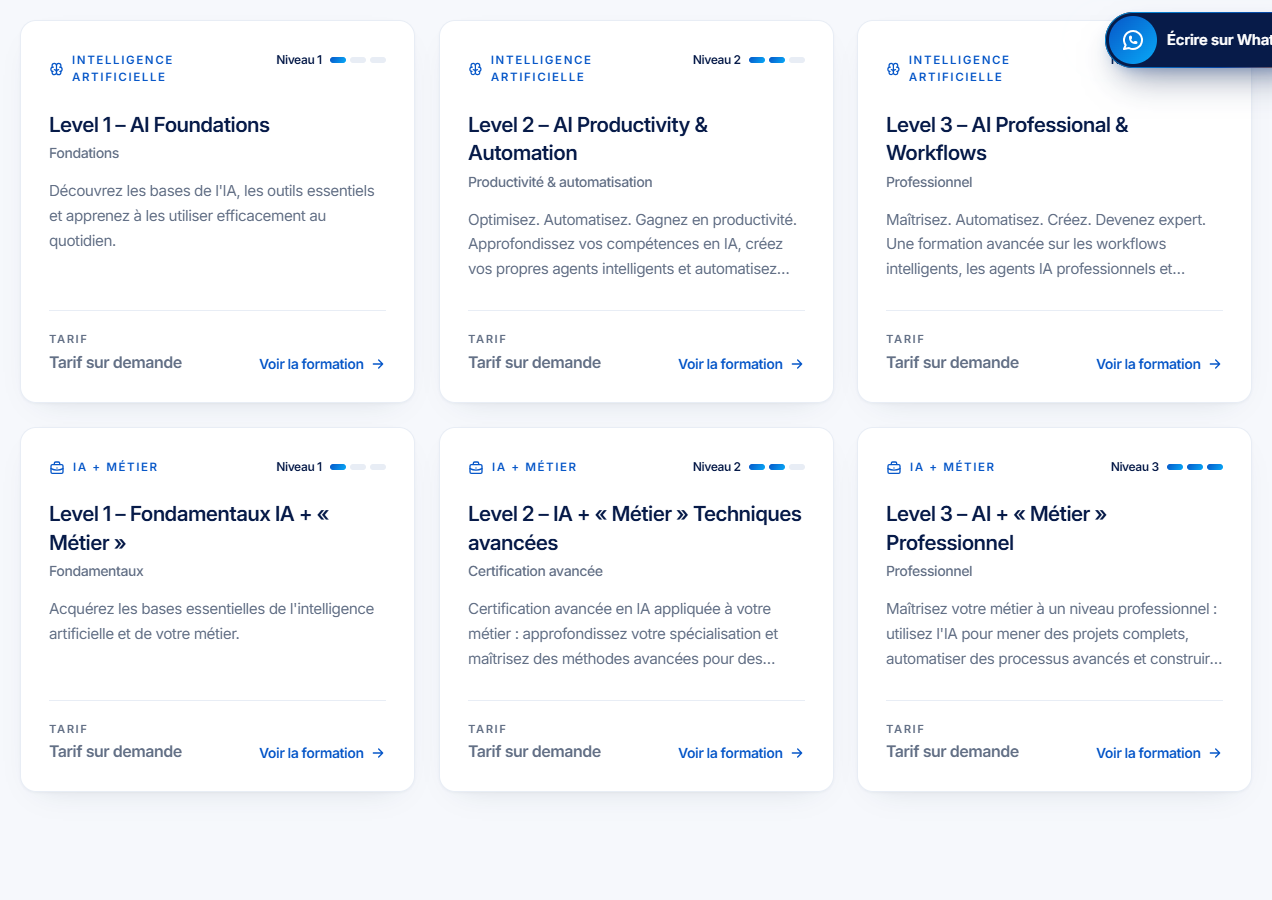 INTELLIGENCE
ARTIFICIELLE
Niveau 1
Level 1 – AI Foundations
Fondations
Découvrez les bases de l'IA, les outils essentiels
et apprenez à les utiliser efficacement au
quotidien.
TARIF
Tarif sur demande
Voir la formation
INTELLIGENCE
ARTIFICIELLE
Niveau 2
Level 2 – AI Productivity &
Automation
Productivité & automatisation
Optimisez. Automatisez. Gagnez en productivité.
Approfondissez vos compétences en IA, créez
vos propres agents intelligents et automatisez…
TARIF
Tarif sur demande
Voir la formation
INTELLIGENCE
ARTIFICIELLE
Écrire sur
Level 3 – AI Professional &
Workflows
Professionnel
Maîtrisez. Automatisez. Créez. Devenez expert.
Une formation avancée sur les workflows
intelligents, les agents IA professionnels et…
TARIF
Tarif sur demande
Voir la formation
IA + MÉTIER
Niveau 1
Level 1 – Fondamentaux IA + «
Métier »
Fondamentaux
Acquérez les bases essentielles de l'intelligence
artificielle et de votre métier.
TARIF
Tarif sur demande
Voir la formation
IA + MÉTIER
Niveau 2
Level 2 – IA + « Métier » Techniques
avancées
Certification avancée
Certification avancée en IA appliquée à votre
métier : approfondissez votre spécialisation et
maîtrisez des méthodes avancées pour des…
TARIF
Tarif sur demande
Voir la formation
IA + MÉTIER
Niveau 3
Level 3 – AI + « Métier »
Professionnel
Professionnel
Maîtrisez votre métier à un niveau professionnel :
utilisez l'IA pour mener des projets complets,
automatiser des processus avancés et construir…
TARIF
Tarif sur demande
Voir la formation